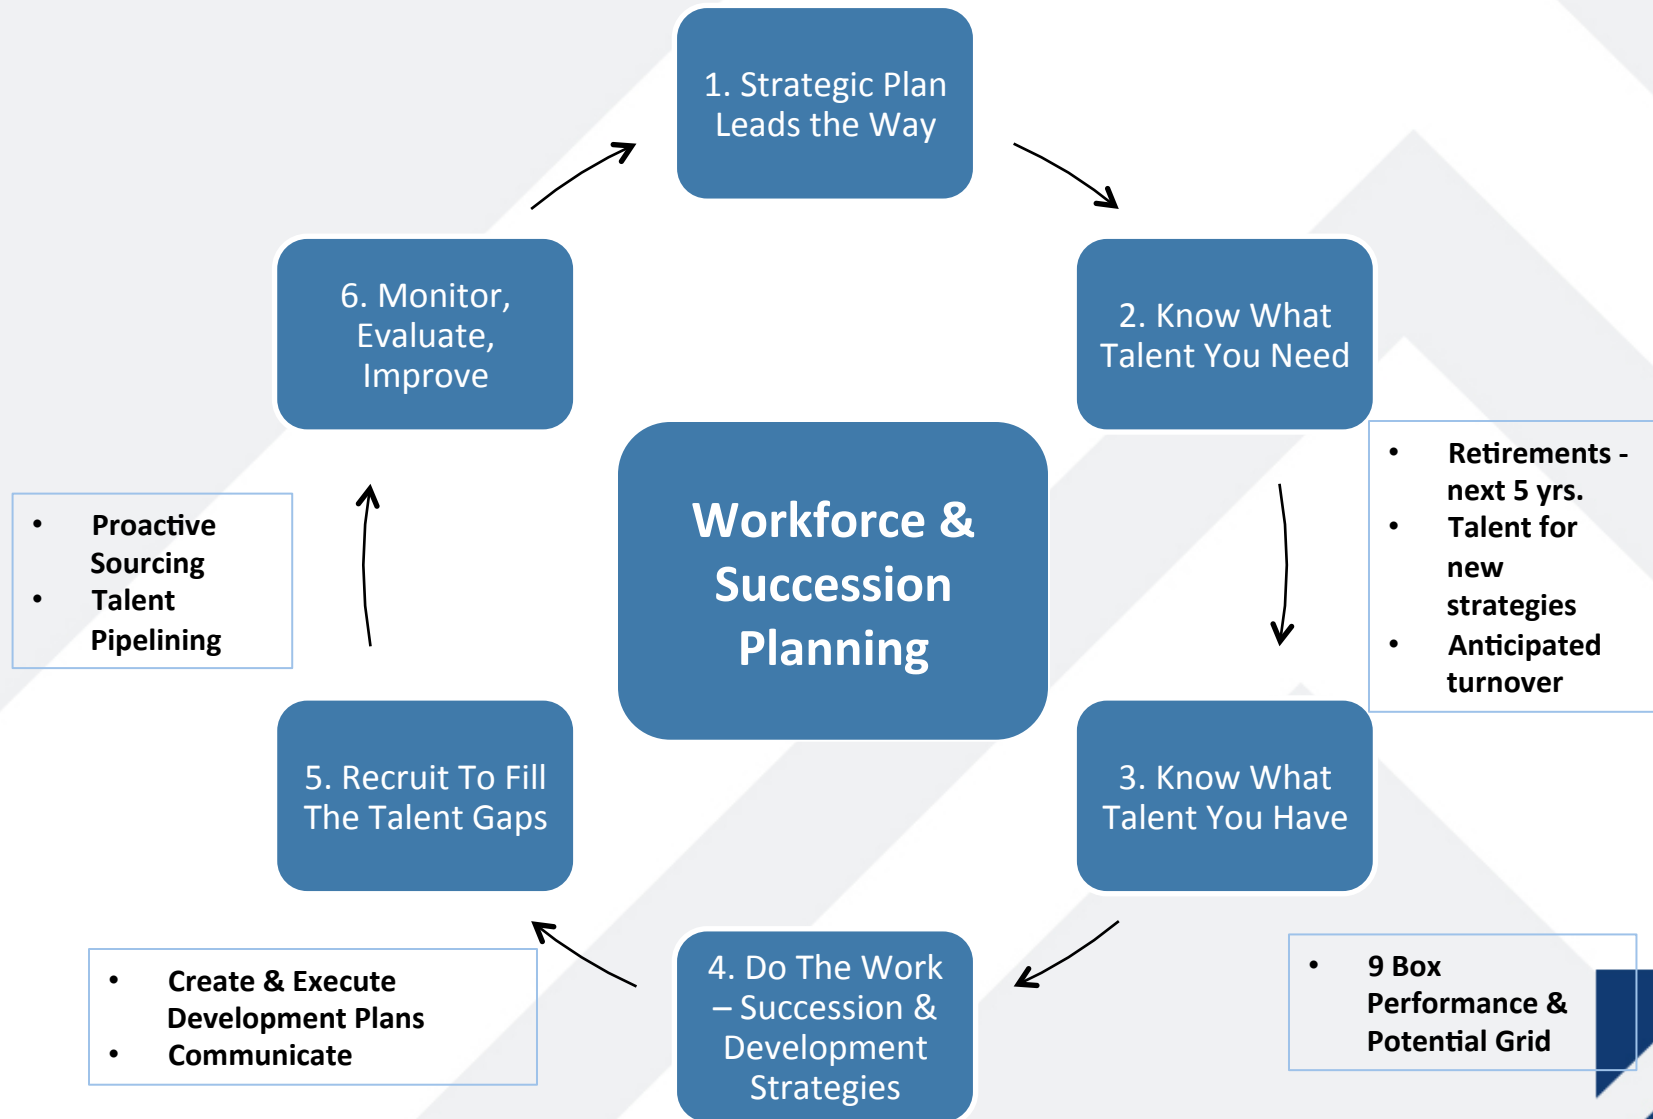 1. Strategic Plan
Leads the Way
2. Know What
Talent You Need
• Retirements -
next 5 yrs.
• Talent for
new
strategies
• Anticipated
turnover
3. Know What
Talent You Have
• 9 Box
Performance &
Potential Grid
4. Do The Work
– Succession &
Development
Strategies
• Create & Execute
Development Plans
• Communicate
5. Recruit To Fill
The Talent Gaps
• Proactive
Sourcing
• Talent
Pipelining
6. Monitor,
Evaluate,
Improve
Workforce &
Succession
Planning